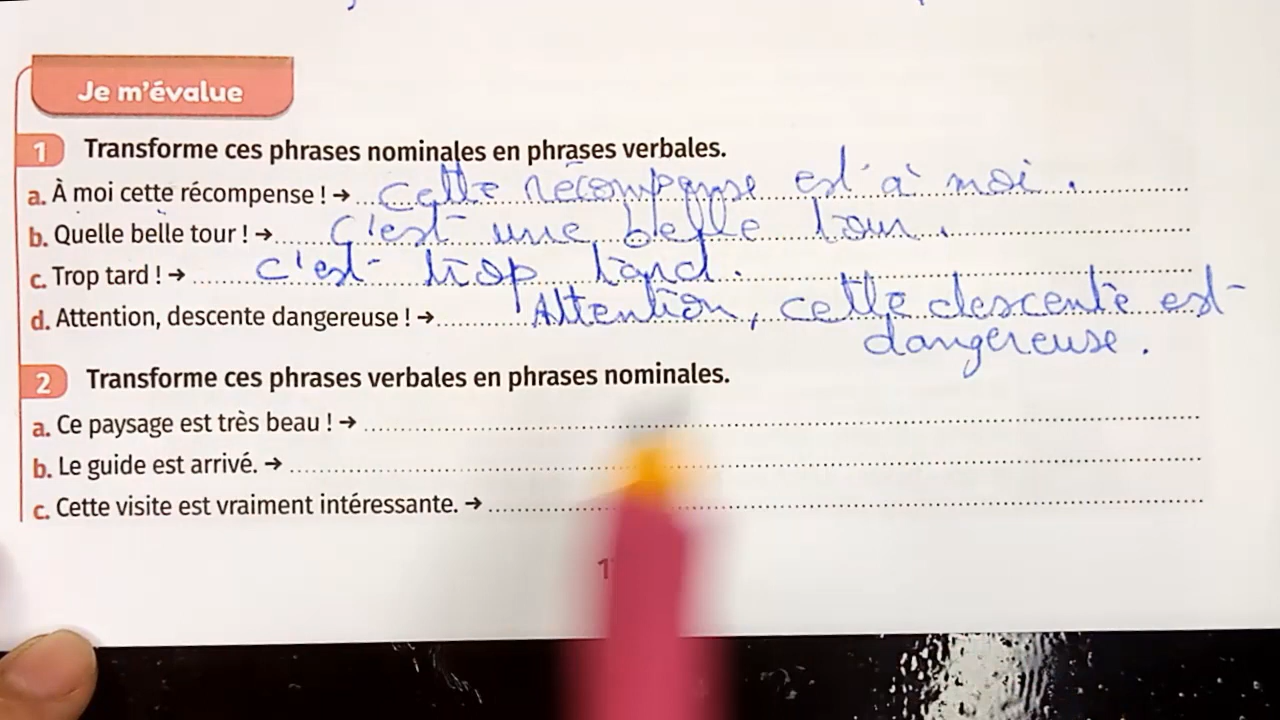 Je m'évalue
1 Transforme ces phrases nominales en phrases verbales.
a. À moi cette récompense ! → cette récompense est à moi.
b. Quelle belle tour ! → c'est une belle tour.
c. Trop tard ! → c'est trop tard.
d. Attention, descente dangereuse ! → Attention, cette descente est
dangereuse.
2 Transforme ces phrases verbales en phrases nominales.
a. Ce paysage est très beau ! →
b. Le guide est arrivé. →
c. Cette visite est vraiment intéressante. →